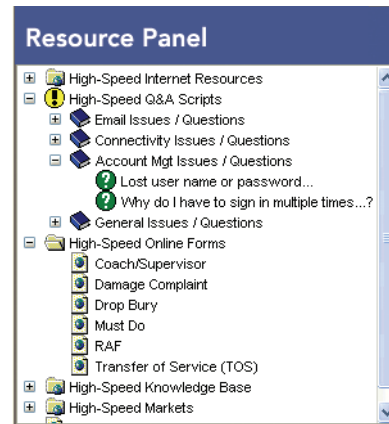 Resource Panel
High-Speed Internet Resources
High-Speed Q&A Scripts
Email Issues / Questions
Connectivity Issues / Questions
Account Mgt Issues / Questions
Lost user name or password...
Why do I have to sign in multiple times...?
General Issues / Questions
High-Speed Online Forms
Coach/Supervisor
Damage Complaint
Drop Bury
Must Do
RAF
Transfer of Service (TOS)
High-Speed Knowledge Base
High-Speed Markets